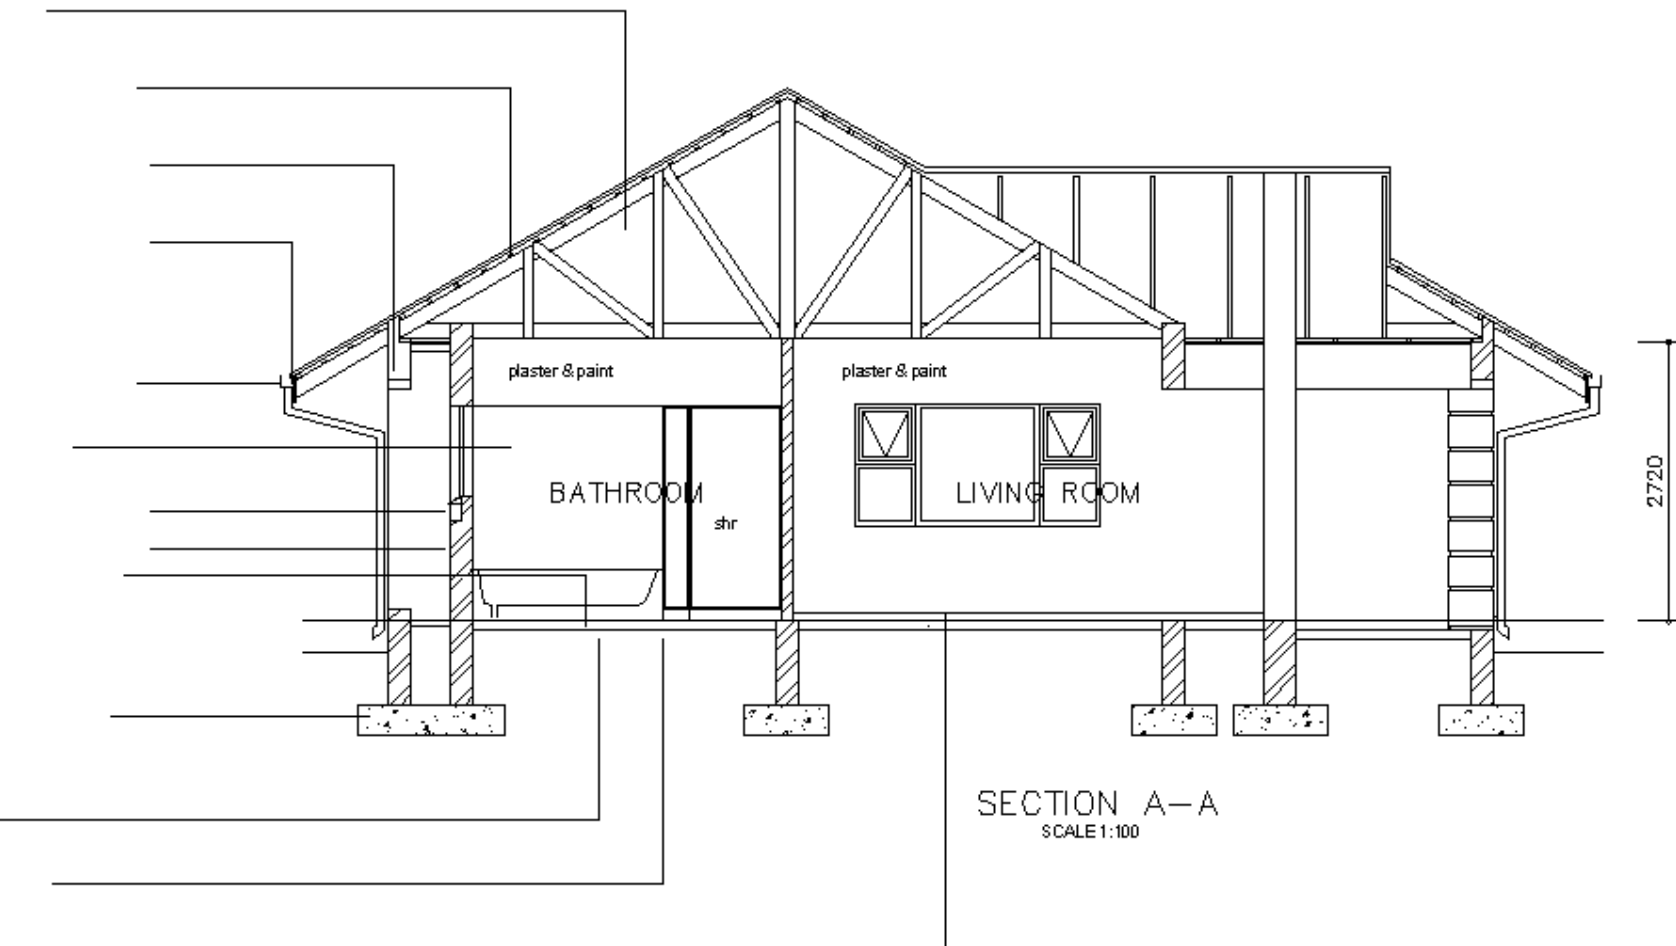 plaster & paint
plaster & paint
2720
BATHROOM
LIVING ROOM
shr
SECTION A-A
SCALE 1:100